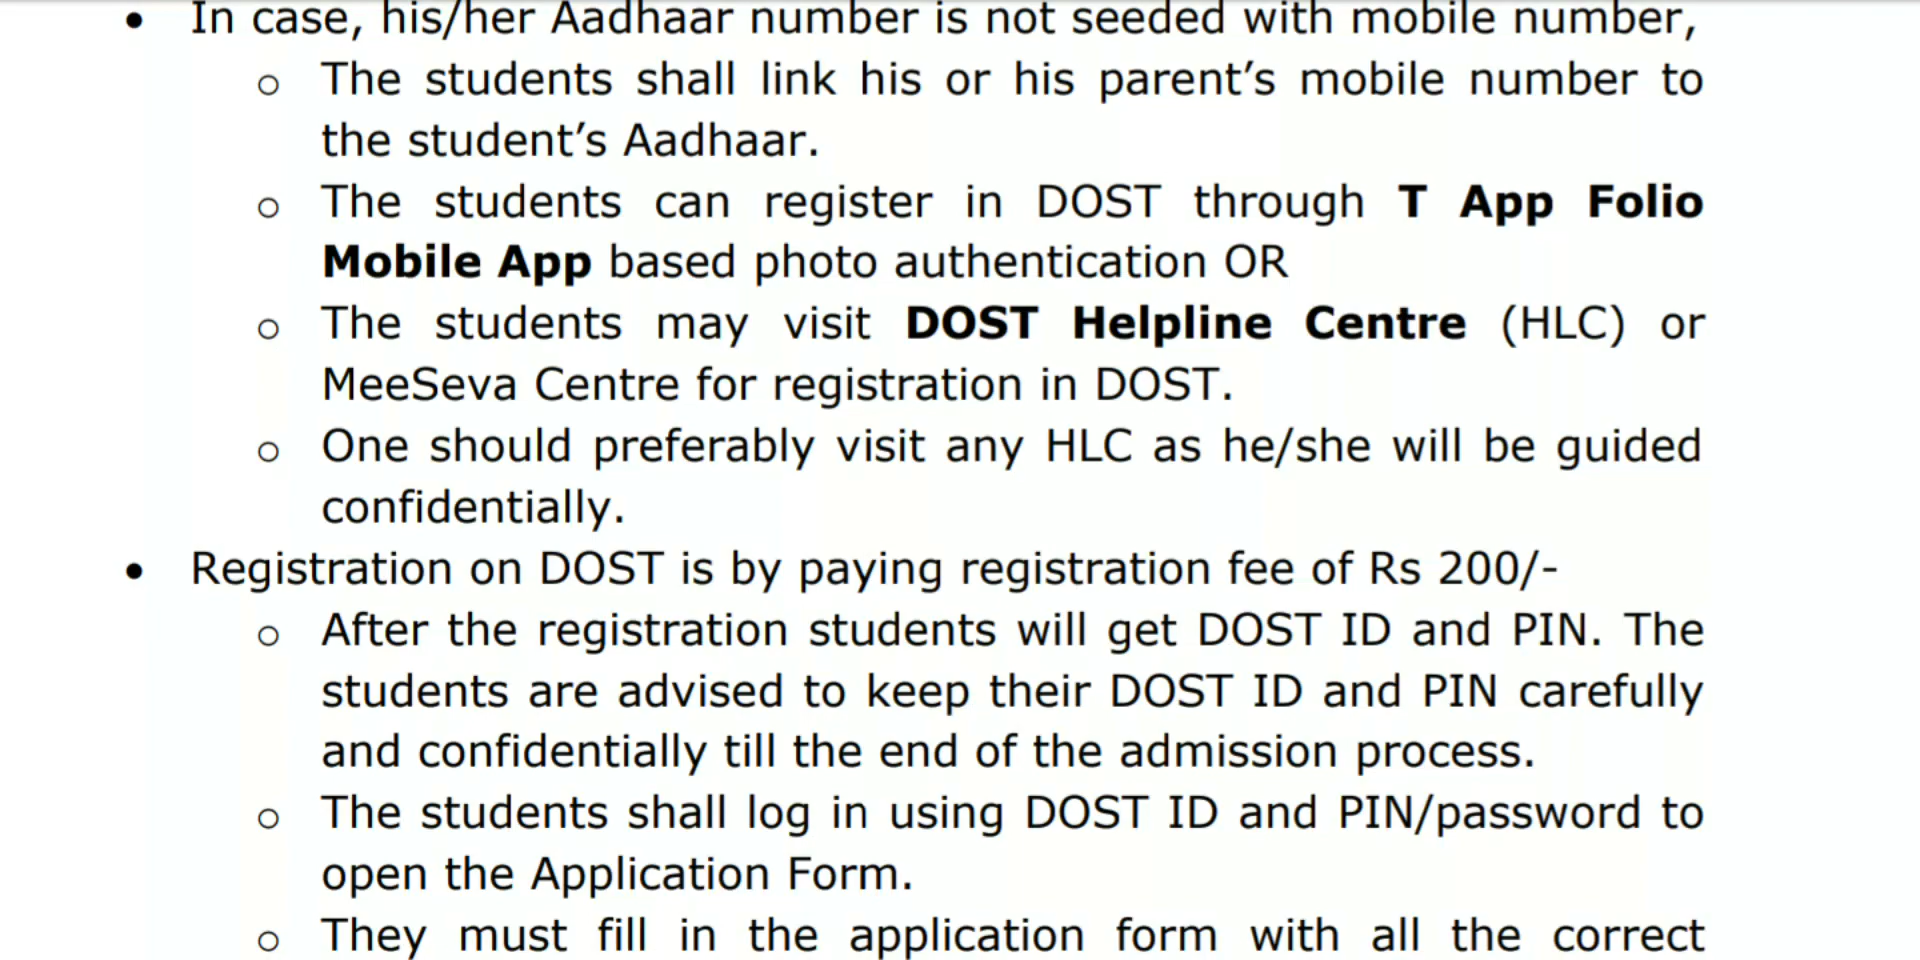 • In case, his/her Aadhaar number is not seeded with mobile number,
o The students shall link his or his parent’s mobile number to
the student’s Aadhaar.
o The students can register in DOST through T App Folio
Mobile App based photo authentication OR
o The students may visit DOST Helpline Centre (HLC) or
MeeSeva Centre for registration in DOST.
o One should preferably visit any HLC as he/she will be guided
confidentially.
• Registration on DOST is by paying registration fee of Rs 200/-
o After the registration students will get DOST ID and PIN. The
students are advised to keep their DOST ID and PIN carefully
and confidentially till the end of the admission process.
o The students shall log in using DOST ID and PIN/password to
open the Application Form.
o They must fill in the application form with all the correct